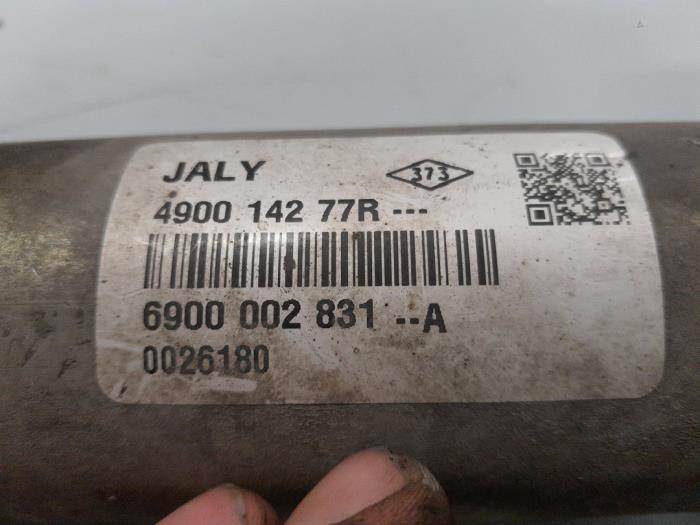 JALY
373
4900 142 77R ---
6900 002 831 --A
0026180